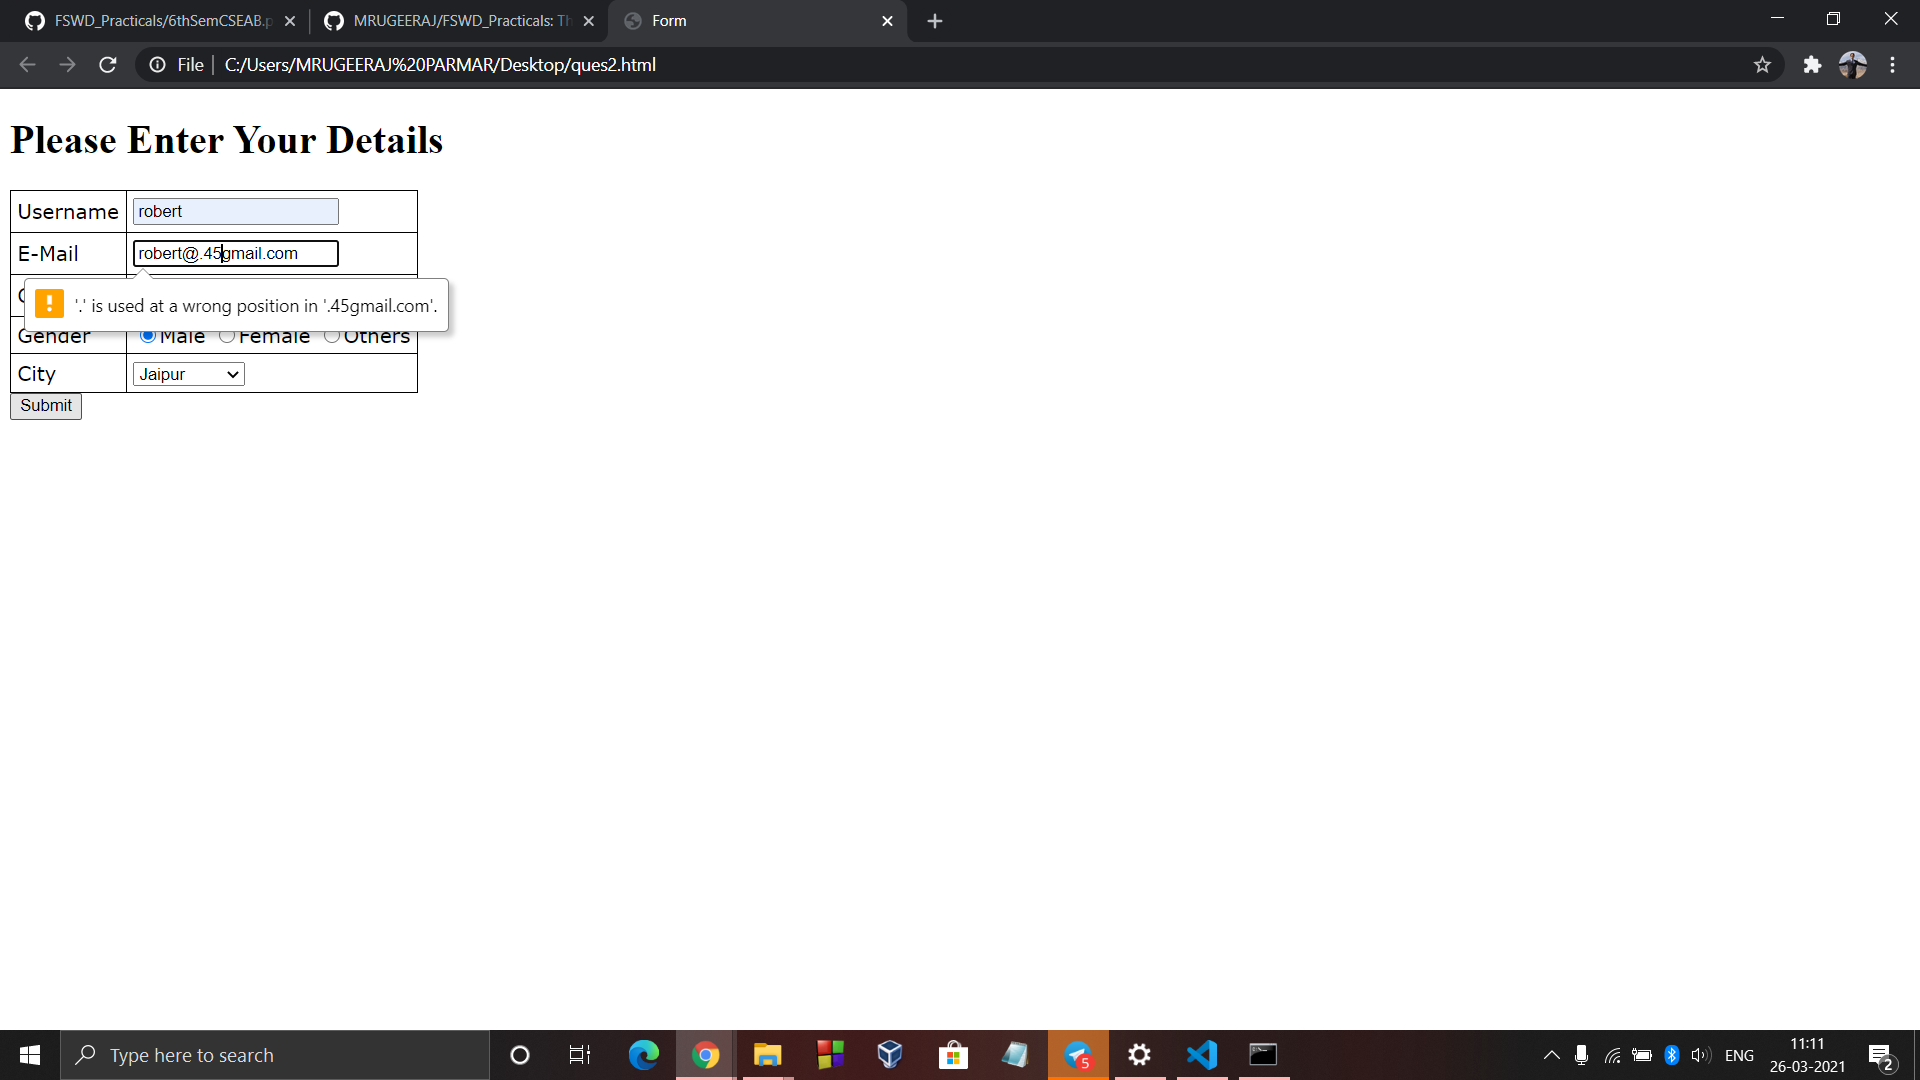 FSWD_Practicals/6thSemCSEAB.p
MRUGEERAJ/FSWD_Practicals: Th
Form
File
C:/Users/MRUGEERAJ%20PARMAR/Desktop/ques2.html
Please Enter Your Details
Username
robert
E-Mail
robert@.45gmail.com
'.' is used at a wrong position in '.45gmail.com'.
Gender
Male
Female
Others
City
Jaipur
Submit
Type here to search
5
ENG
11:11
26-03-2021
2